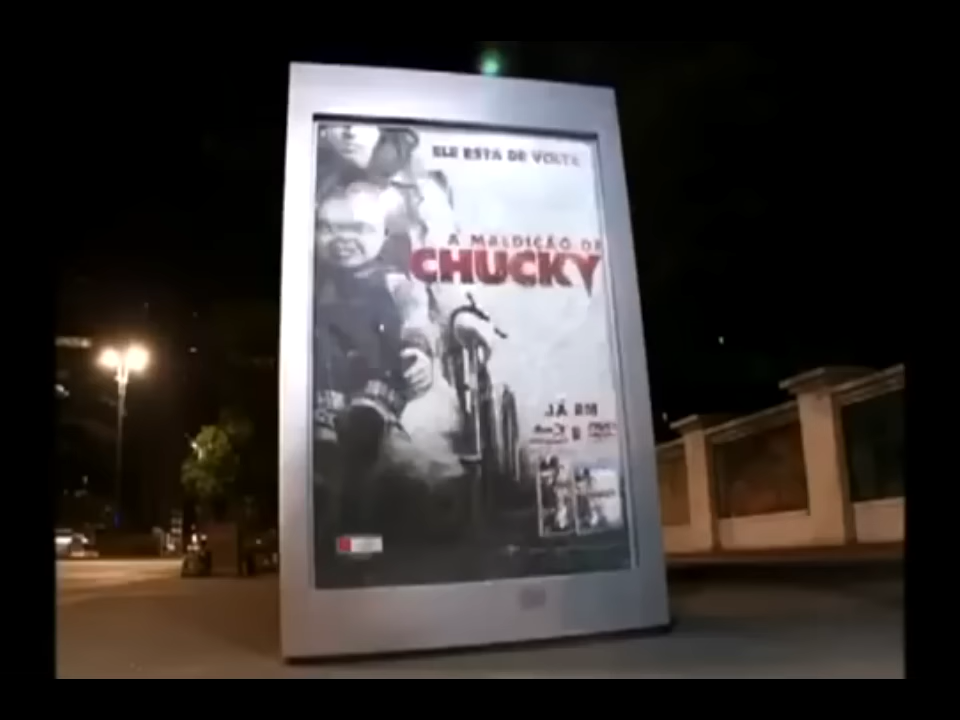 ELE ESTÁ DE VOLTA
A MALDIÇÃO DE
CHUCKY
JÁ EM
E